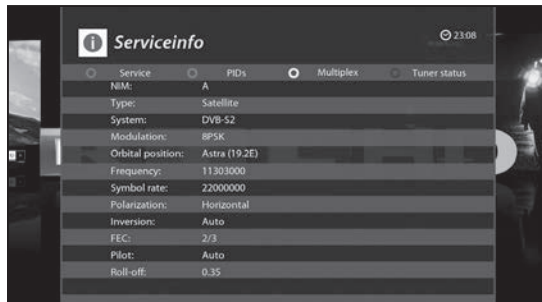 Serviceinfo
23:08
Service PIDs Multiplex Tuner status
NIM: A
Type: Satellite
System: DVB-S2
Modulation: 8PSK
Orbital position: Astra (19.2E)
Frequency: 11303000
Symbol rate: 22000000
Polarization: Horizontal
Inversion: Auto
FEC: 2/3
Pilot: Auto
Roll-off: 0.35